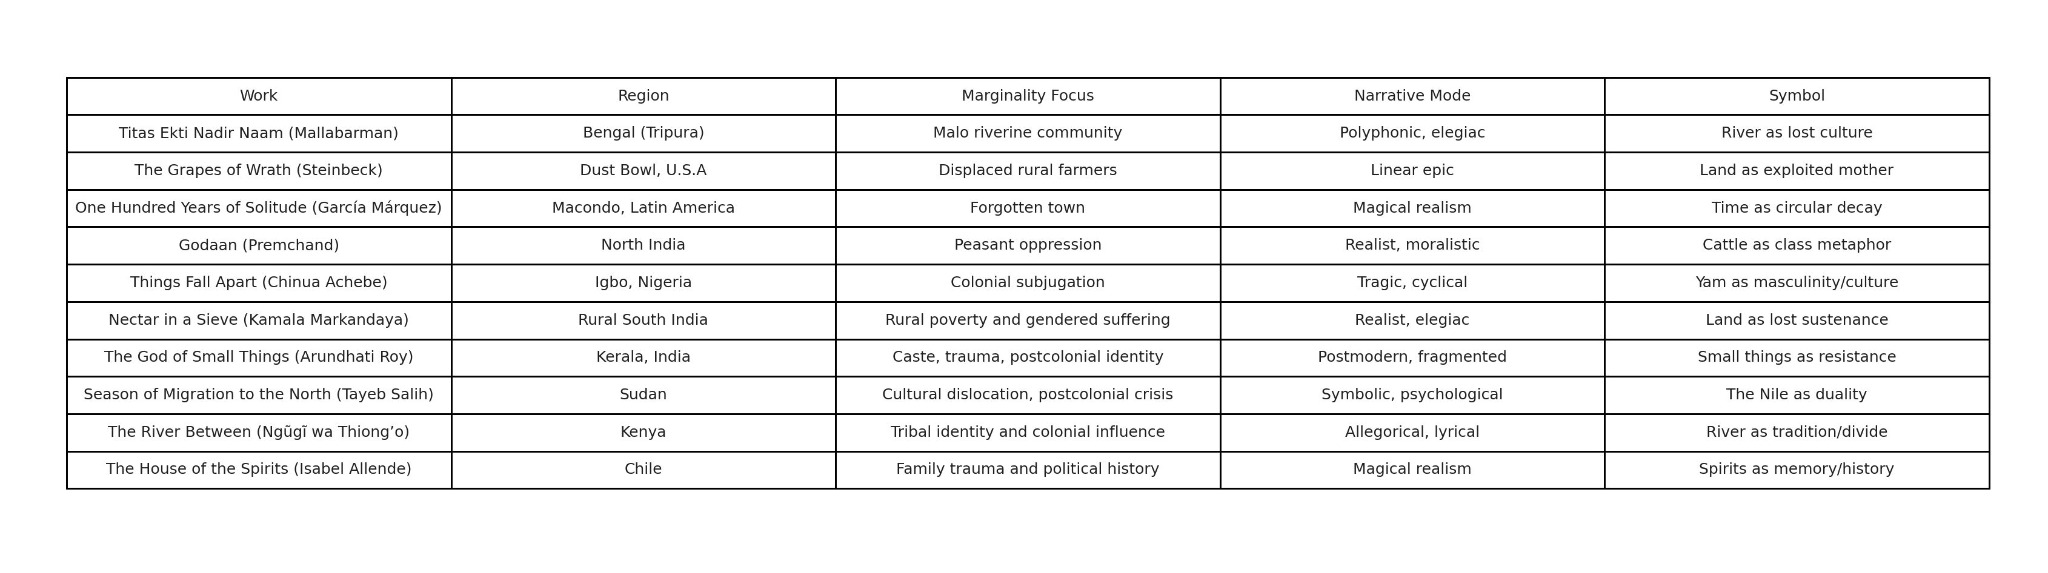 Work Region Marginality Focus Narrative Mode Symbol
Titas Ekti Nadir Naam (Mallabarman) Bengal (Tripura) Malo riverine community Polyphonic, elegiac River as lost culture
The Grapes of Wrath (Steinbeck) Dust Bowl, U.S.A Displaced rural farmers Linear epic Land as exploited mother
One Hundred Years of Solitude (García Márquez) Macondo, Latin America Forgotten town Magical realism Time as circular decay
Godaan (Premchand) North India Peasant oppression Realist, moralistic Cattle as class metaphor
Things Fall Apart (Chinua Achebe) Igbo, Nigeria Colonial subjugation Tragic, cyclical Yam as masculinity/culture
Nectar in a Sieve (Kamala Markandaya) Rural South India Rural poverty and gendered suffering Realist, elegiac Land as lost sustenance
The God of Small Things (Arundhati Roy) Kerala, India Caste, trauma, postcolonial identity Postmodern, fragmented Small things as resistance
Season of Migration to the North (Tayeb Salih) Sudan Cultural dislocation, postcolonial crisis Symbolic, psychological The Nile as duality
The River Between (Ngũgĩ wa Thiong’o) Kenya Tribal identity and colonial influence Allegorical, lyrical River as tradition/divide
The House of the Spirits (Isabel Allende) Chile Family trauma and political history Magical realism Spirits as memory/history